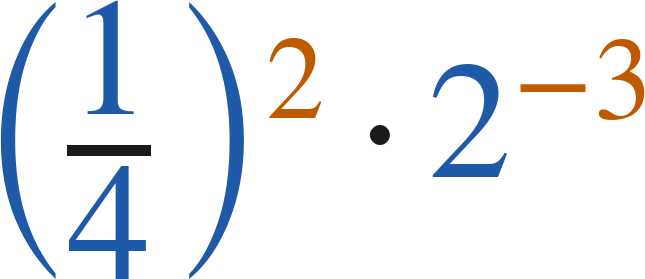 (1/4)² · 2⁻³